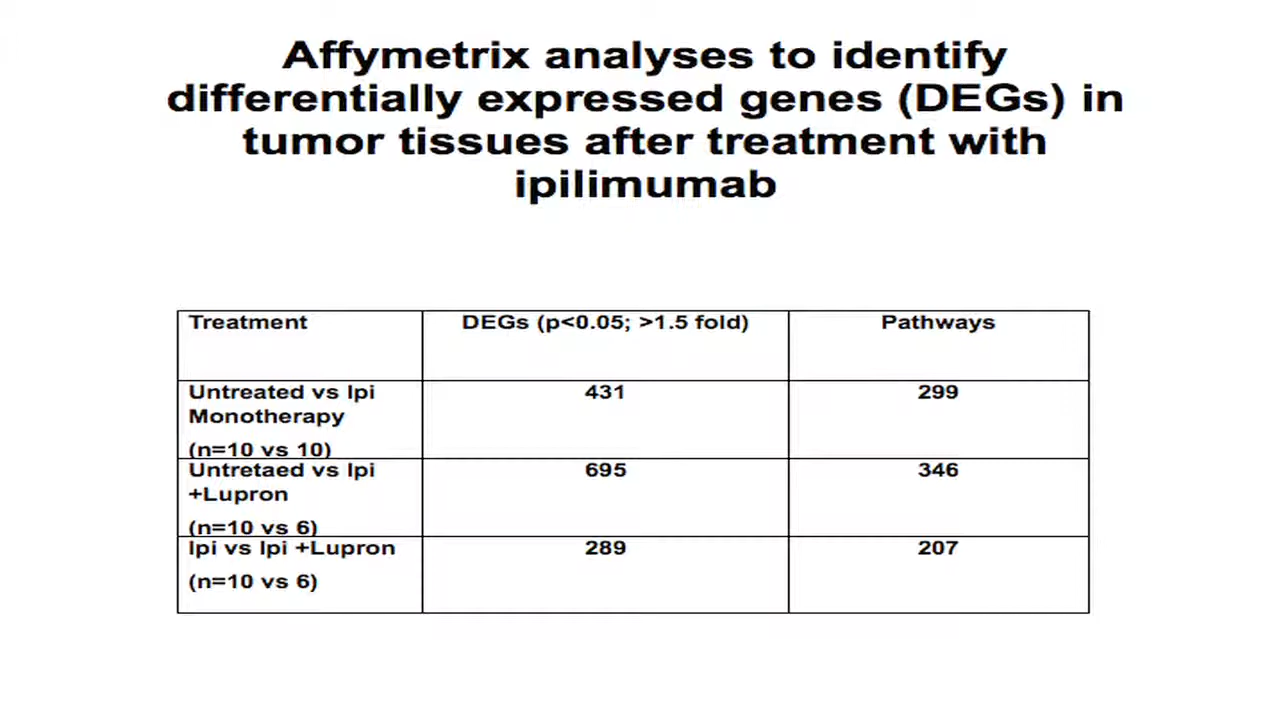 Affymetrix analyses to identify
differentially expressed genes (DEGs) in
tumor tissues after treatment with
ipilimumab
Treatment
DEGs (p<0.05; >1.5 fold)
Pathways
Untreated vs Ipi
Monotherapy
(n=10 vs 10)
431
299
Untretaed vs Ipi
+Lupron
(n=10 vs 6)
695
346
Ipi vs Ipi +Lupron
(n=10 vs 6)
289
207